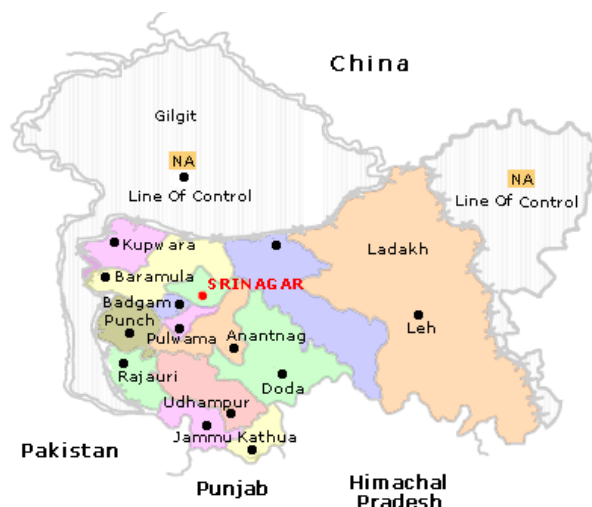 China
Gilgit
NA
Line Of Control
NA
Line Of Control
Kupwara
Ladakh
Baramula
SRINAGAR
Badgam
Punch
Leh
Pulwama
Anantnag
Rajauri
Doda
Udhampur
Jammu
Kathua
Pakistan
Punjab
Himachal
Pradesh